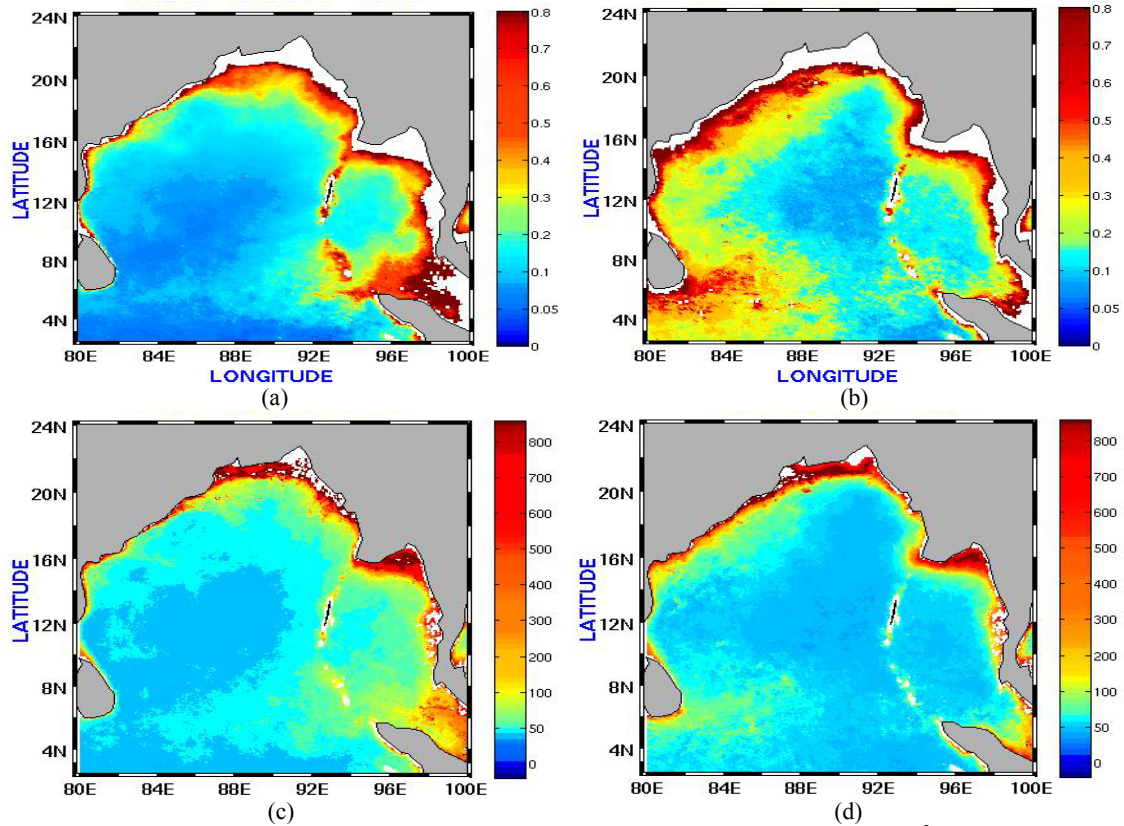 24N
20N
16N
12N
8N
4N
LATITUDE
80E 84E 88E 92E 96E 100E
LONGITUDE
0.8
0.7
0.6
0.5
0.4
0.3
0.2
0.1
0.05
0
(a)
24N
20N
16N
12N
8N
4N
LATITUDE
80E 84E 88E 92E 96E 100E
LONGITUDE
0.8
0.7
0.6
0.5
0.4
0.3
0.2
0.1
0.05
0
(b)
24N
20N
16N
12N
8N
4N
LATITUDE
80E 84E 88E 92E 96E 100E
800
700
600
500
400
300
200
100
50
0
(c)
24N
20N
16N
12N
8N
4N
LATITUDE
80E 84E 88E 92E 96E 100E
800
700
600
500
400
300
200
100
50
0
(d)